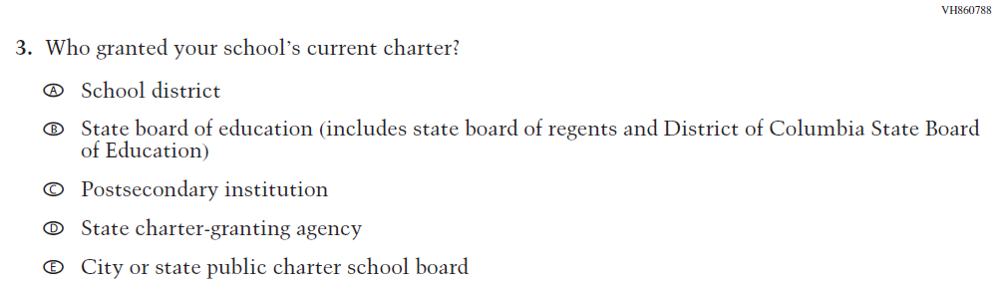 VH860788
3. Who granted your school's current charter?
Ⓐ School district
Ⓑ State board of education (includes state board of regents and District of Columbia State Board
of Education)
Ⓒ Postsecondary institution
Ⓓ State charter-granting agency
Ⓔ City or state public charter school board